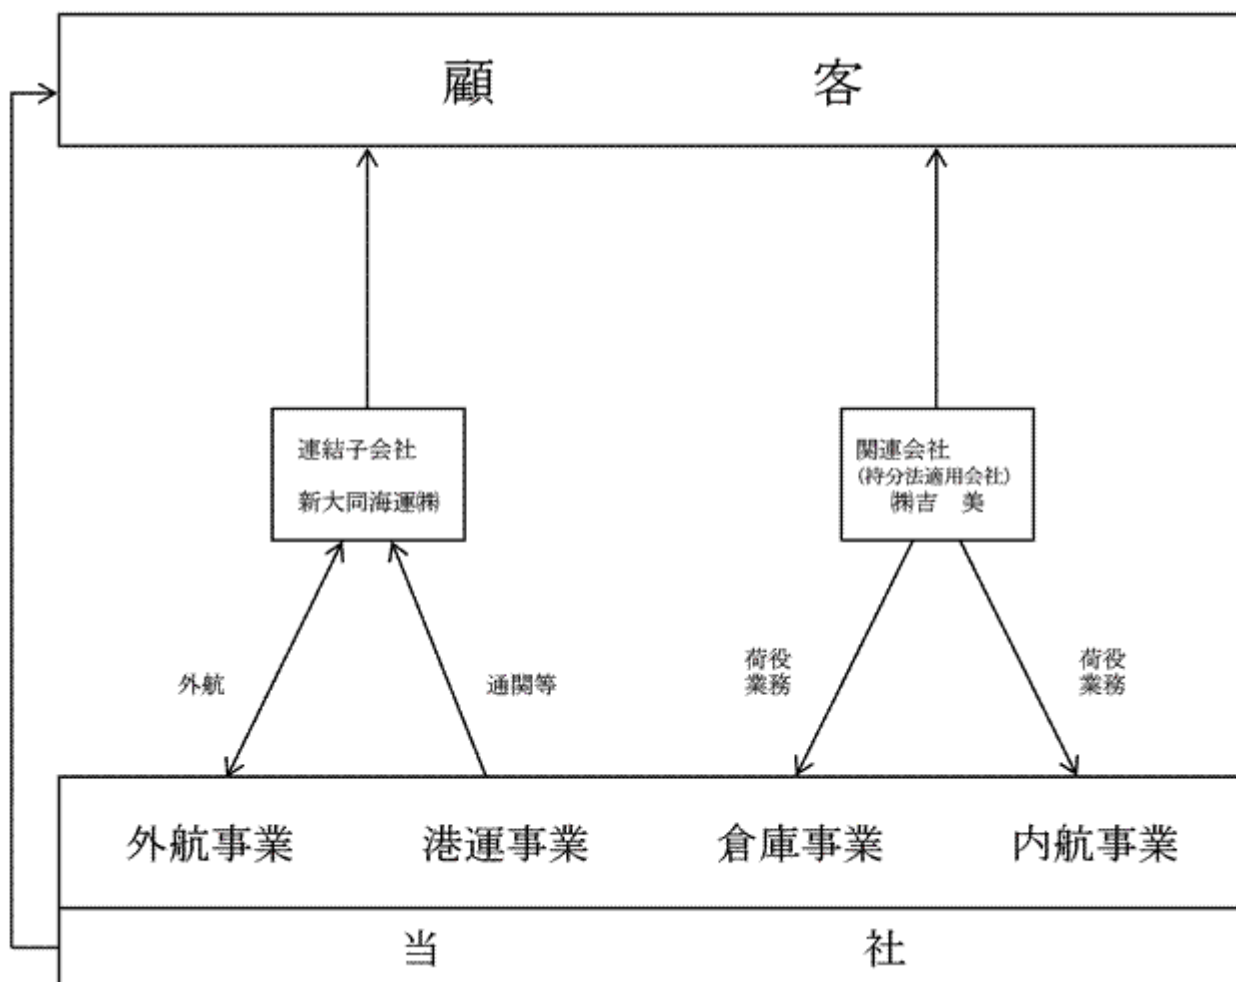 顧客
連結子会社
新大同海運㈱
関連会社
(持分法適用会社)
㈱吉　美
外航
通関等
荷役
業務
荷役
業務
外航事業
港運事業
倉庫事業
内航事業
当社